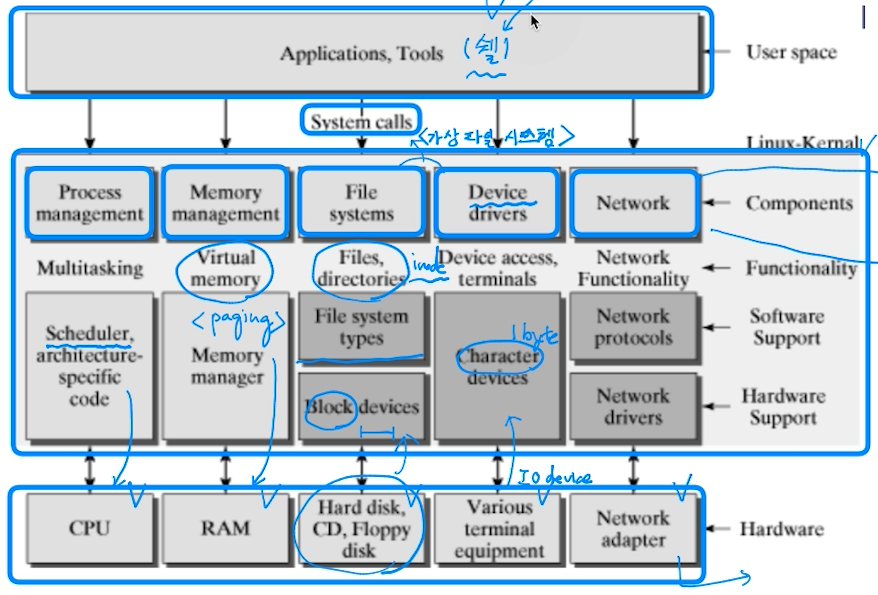 Applications, Tools (쉘)
User space
System calls
<가상 파일 시스템>
Linux-Kernel
Process
management
Memory
management
File
systems
Device
drivers
Network
Components
Multitasking
Virtual
memory
Files,
directories
inode
Device access,
terminals
Network
Functionality
Functionality
Scheduler,
architecture-
specific
code
<paging>
Memory
manager
File system
types
Block devices
1 byte
Character
devices
Network
protocols
Network
drivers
Software
Support
Hardware
Support
IO device
CPU
RAM
Hard disk,
CD, Floppy
disk
Various
terminal
equipment
Network
adapter
Hardware